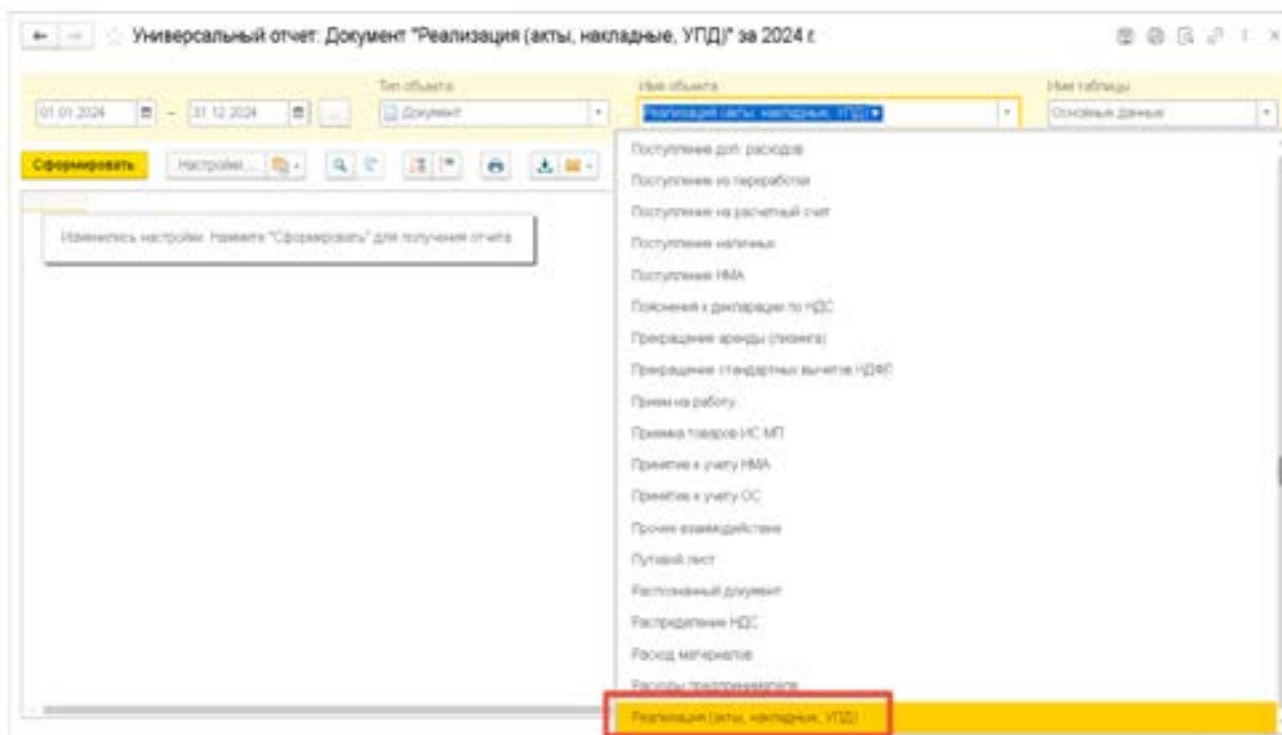 Универсальный отчет: Документ "Реализация (акты, накладные, УПД)" за 2024 г.
Тип объекта:
Имя объекта:
Имя таблицы:
01.01.2024 – 31.12.2024 ...
Документ
Реализация (акты, накладные, УПД)
Основные данные
Сформировать
Настройки...
Изменились настройки. Нажмите "Сформировать" для получения отчета.
Поступление доп. расходов
Поступление из переработки
Поступление на расчетный счет
Поступление наличных
Поступление НМА
Пояснения к декларации по НДС
Прекращение аренды (лизинга)
Прекращение стандартных вычетов НДФЛ
Прием на работу
Приемка товаров ИС МП
Принятие к учету НМА
Принятие к учету ОС
Прочее взаимодействие
Путевой лист
Распознанный документ
Распределение НДС
Расход материалов
Расходы предпринимателя
Реализация (акты, накладные, УПД)